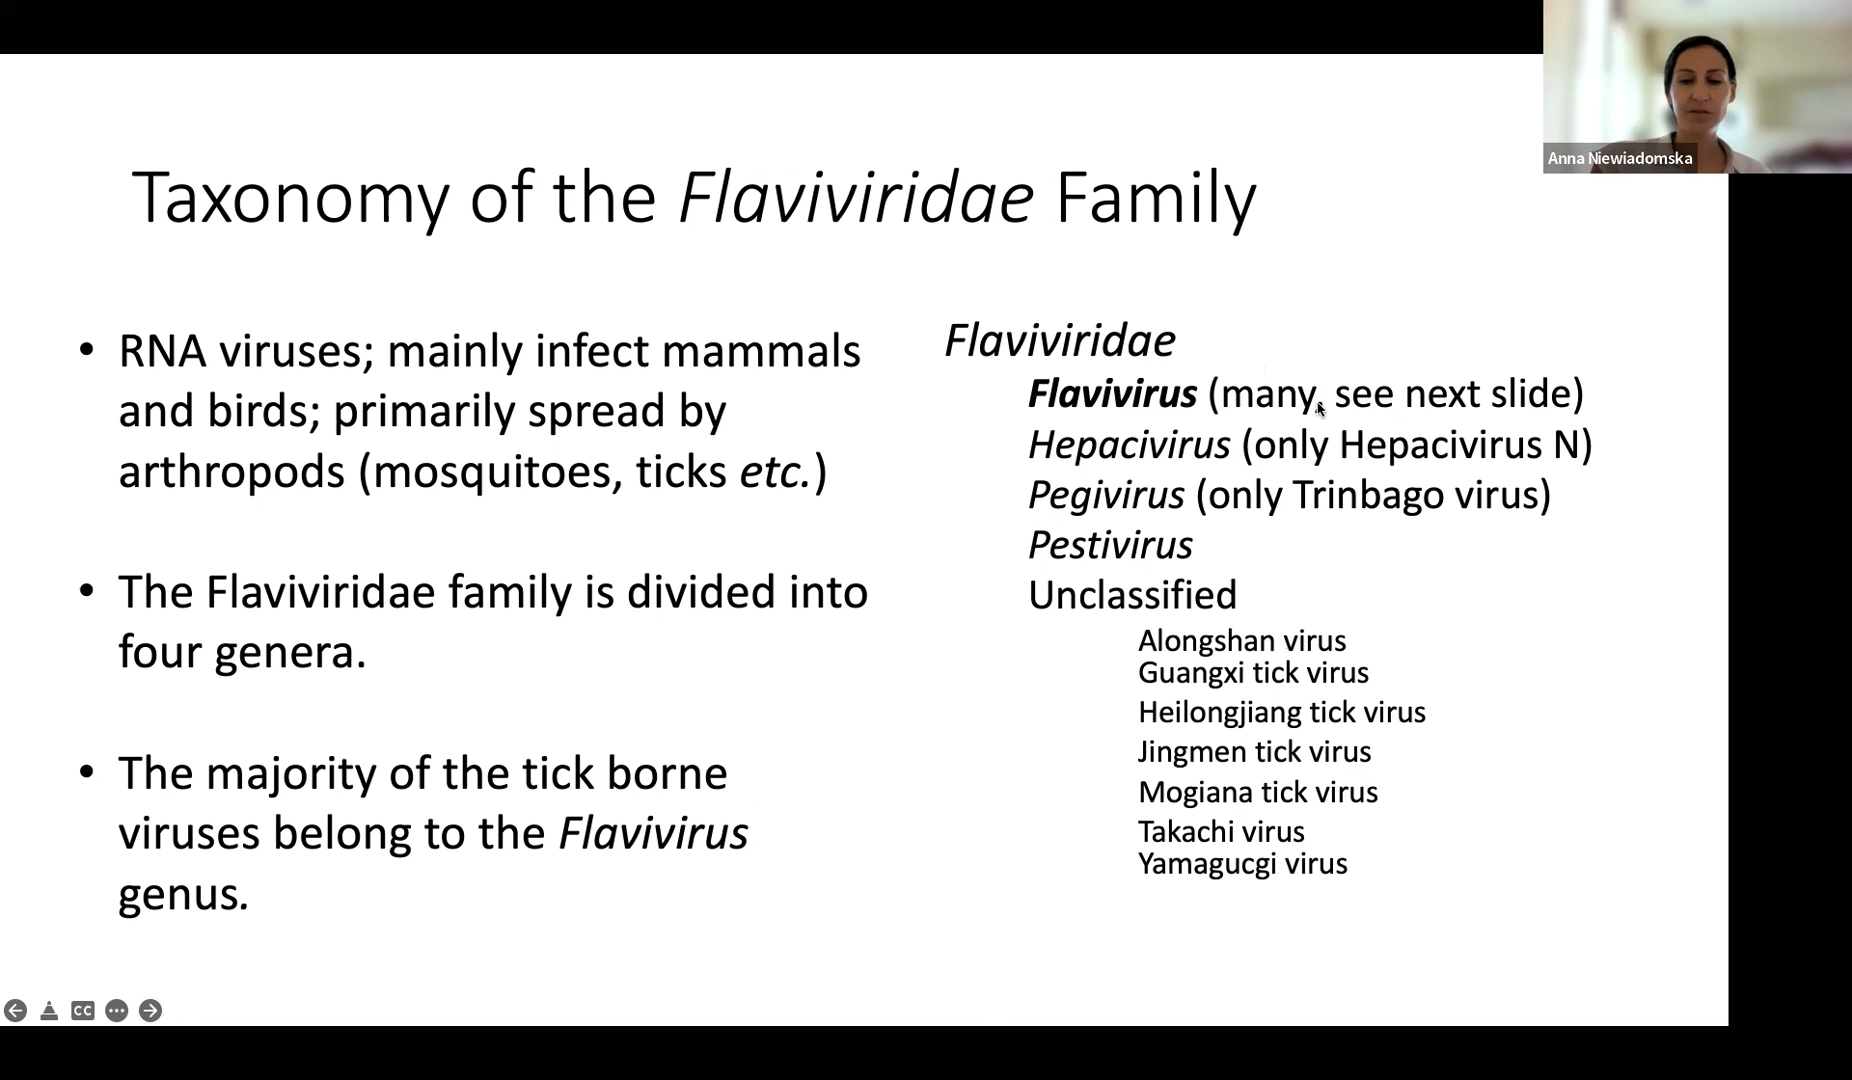 Anna Niewiadomska
Taxonomy of the Flaviviridae Family
• RNA viruses; mainly infect mammals
and birds; primarily spread by
arthropods (mosquitoes, ticks etc.)
• The Flaviviridae family is divided into
four genera.
• The majority of the tick borne
viruses belong to the Flavivirus
genus.
Flaviviridae
Flavivirus (many, see next slide)
Hepacivirus (only Hepacivirus N)
Pegivirus (only Trinbago virus)
Pestivirus
Unclassified
Alongshan virus
Guangxi tick virus
Heilongjiang tick virus
Jingmen tick virus
Mogiana tick virus
Takachi virus
Yamagucgi virus
CC